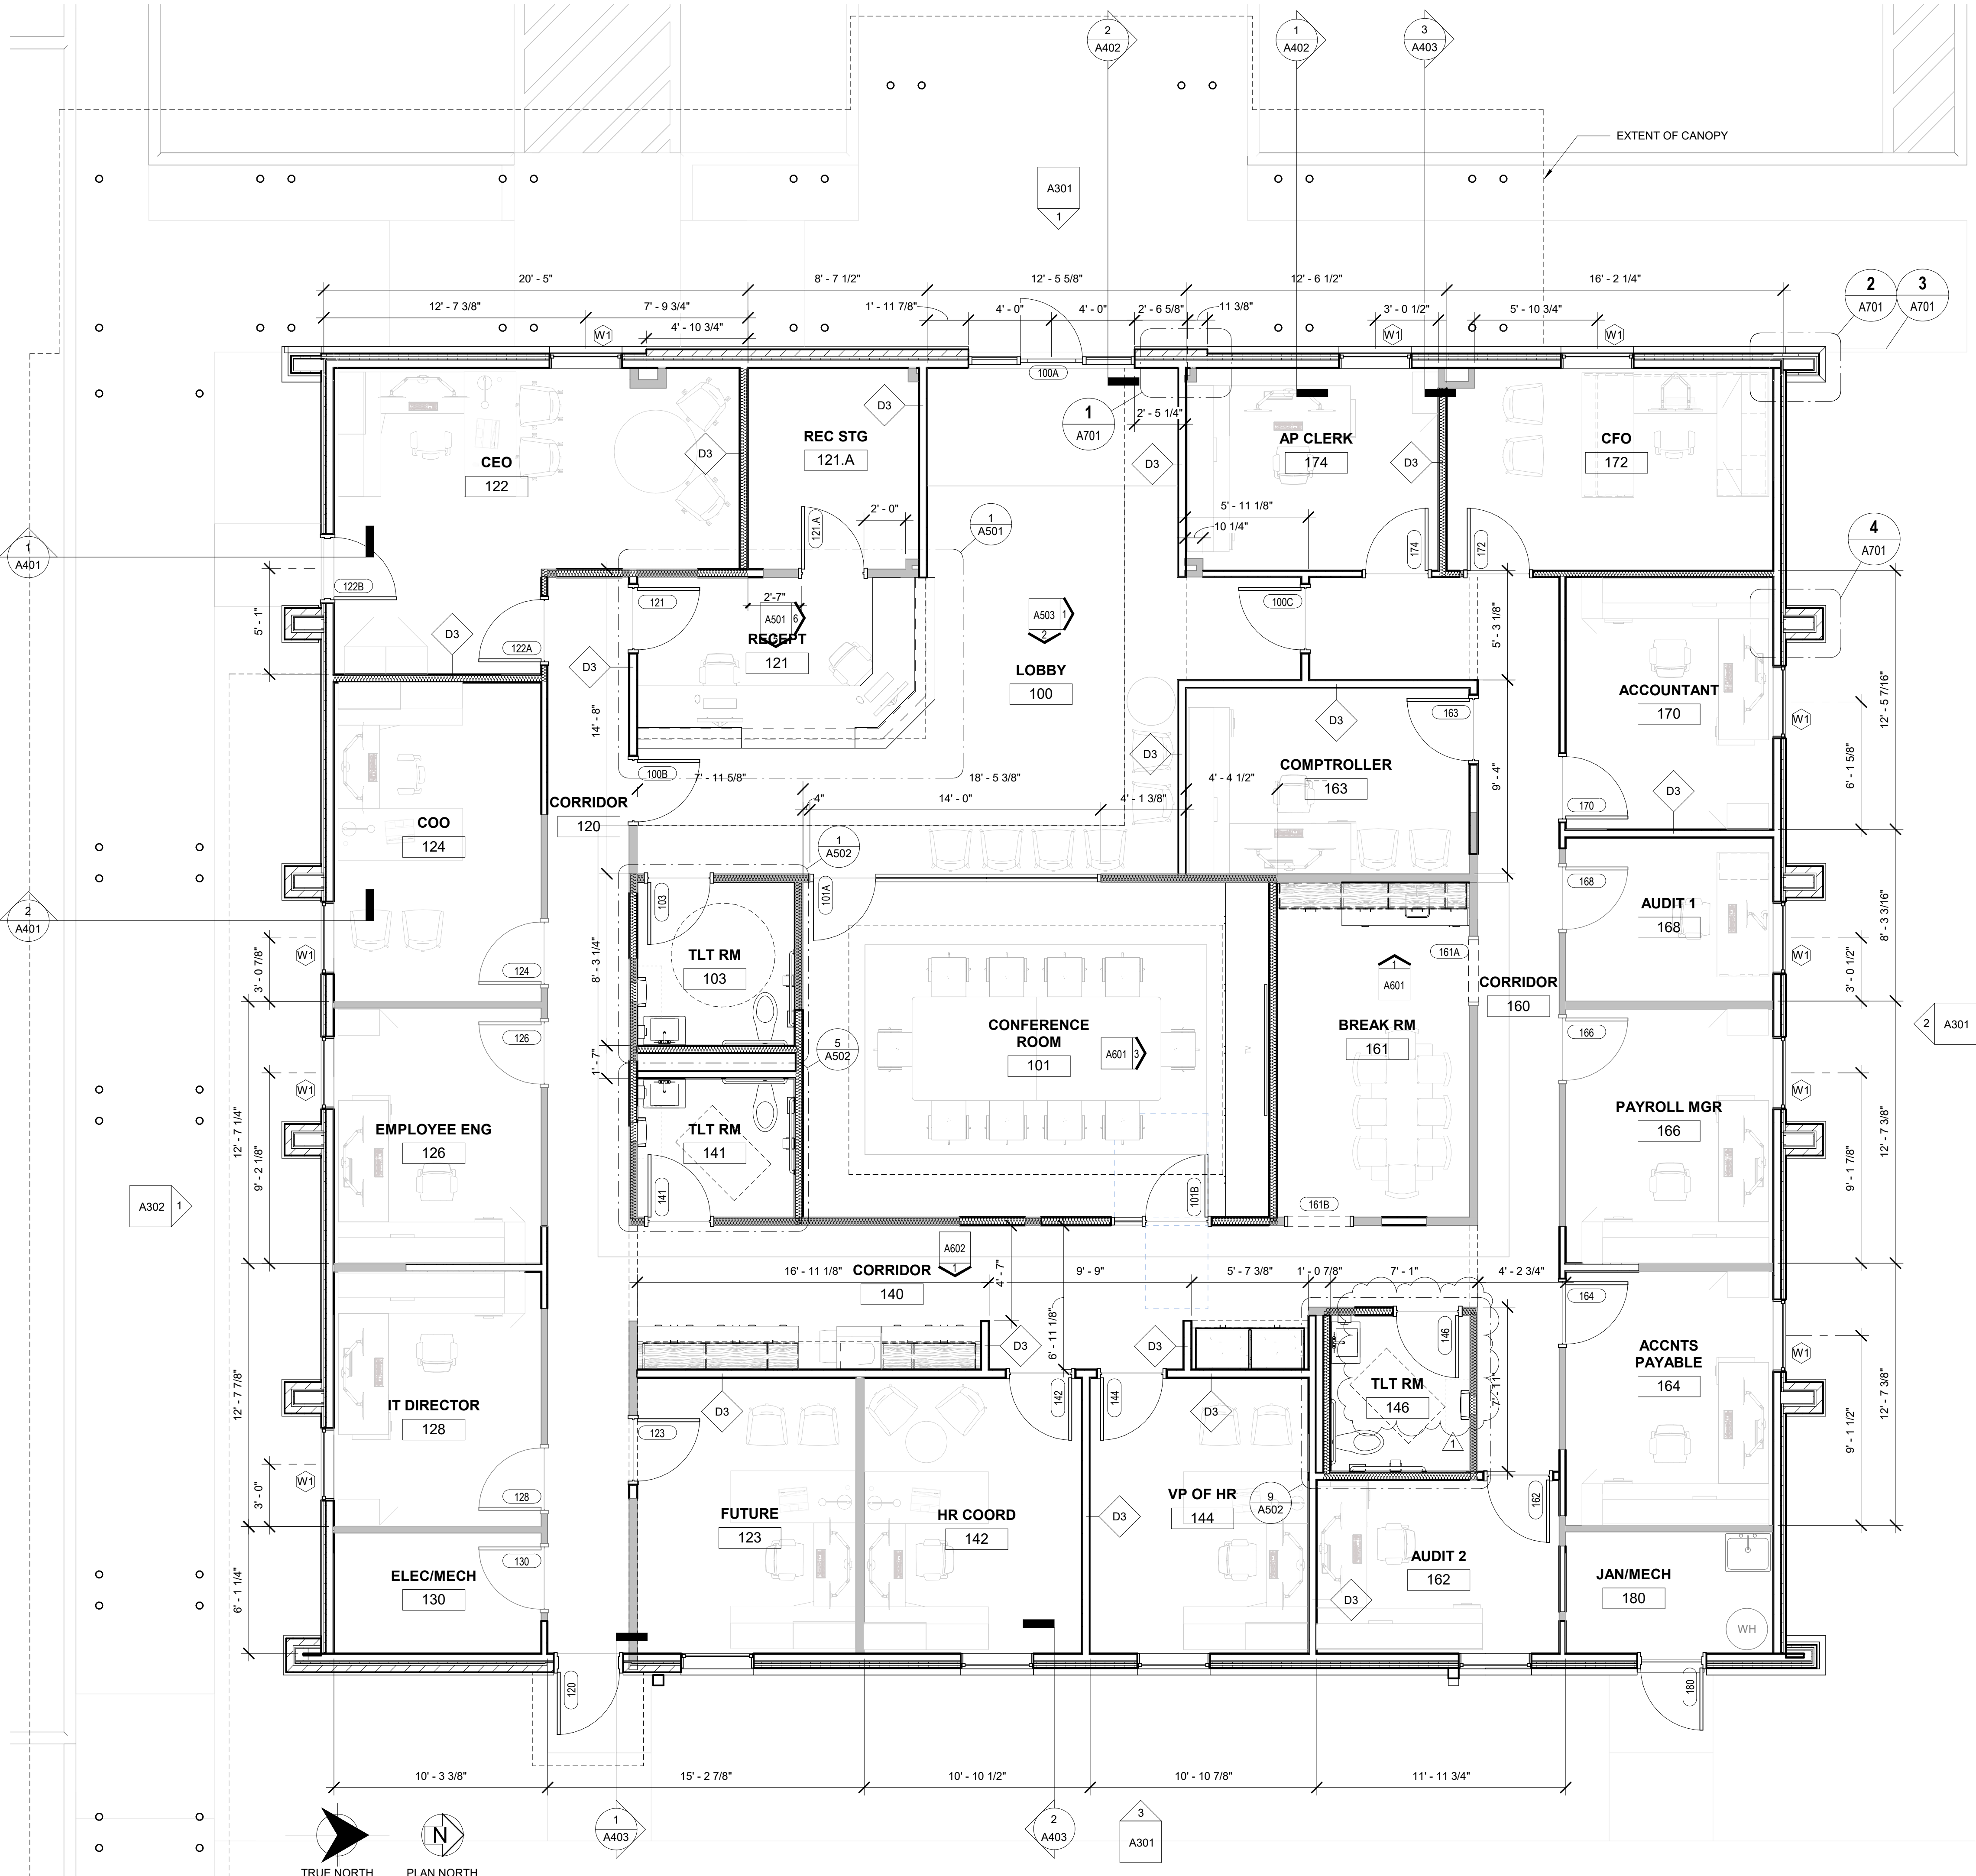 2
A402
1
A402
3
A403
EXTENT OF CANOPY
A301
1
20' - 5"
8' - 7 1/2"
12' - 5 5/8"
12' - 6 1/2"
16' - 2 1/4"
2
A701
3
A701
12' - 7 3/8"
7' - 9 3/4"
1' - 11 7/8"
4' - 0"
4' - 0"
2' - 6 5/8"
11 3/8"
3' - 0 1/2"
5' - 10 3/4"
W1
4' - 10 3/4"
W1
W1
100A
1
A701
2' - 5 1/4"
D3
REC STG
121.A
AP CLERK
174
CFO
172
CEO
122
D3
D3
D3
2' - 0"
121.A
1
A501
5' - 11 1/8"
10 1/4"
174
172
4
A701
1
A401
122B
5' - 1"
D3
122A
121
2'-7"
A501
6
RECEPT
121
D3
A503
1
2
LOBBY
100
100C
5' - 3 1/8"
ACCOUNTANT
170
12' - 5 7/16"
14' - 8"
163
D3
W1
100B
D3
COMPTROLLER
163
7' - 11 5/8"
18' - 5 3/8"
4' - 4 1/2"
9' - 4"
6' - 1 5/8"
4"
14' - 0"
4' - 1 3/8"
CORRIDOR
120
170
D3
COO
124
1
A502
103
101A
168
AUDIT 1
168
8' - 3 3/16"
2
A401
W1
3' - 0 7/8"
124
8' - 3 1/4"
TLT RM
103
161A
CORRIDOR
160
W1
3' - 0 1/2"
1
A601
CONFERENCE
ROOM
101
A601
3
TV
BREAK RM
161
126
5
A502
1' - 7"
166
2
A301
W1
W1
12' - 7 1/4"
9' - 2 1/8"
EMPLOYEE ENG
126
TLT RM
141
PAYROLL MGR
166
9' - 1 7/8"
12' - 7 3/8"
A302
1
141
101B
161B
A602
1
16' - 11 1/8"
CORRIDOR
140
4' - 7"
9' - 9"
5' - 7 3/8"
1' - 0 7/8"
7' - 1"
4' - 2 3/4"
164
6' - 11 1/8"
D3
D3
146
ACCNTS
PAYABLE
164
W1
IT DIRECTOR
128
12' - 7 7/8"
D3
142
144
D3
TLT RM
146
7' - 11"
1
12' - 7 3/8"
9' - 1 1/2"
123
W1
3' - 0"
128
FUTURE
123
HR COORD
142
D3
VP OF HR
144
9
A502
162
130
ELEC/MECH
130
AUDIT 2
162
D3
JAN/MECH
180
6' - 1 1/4"
WH
120
180
10' - 3 3/8"
15' - 2 7/8"
10' - 10 1/2"
10' - 10 7/8"
11' - 11 3/4"
N
TRUE NORTH
PLAN NORTH
1
A403
2
A403
3
A301